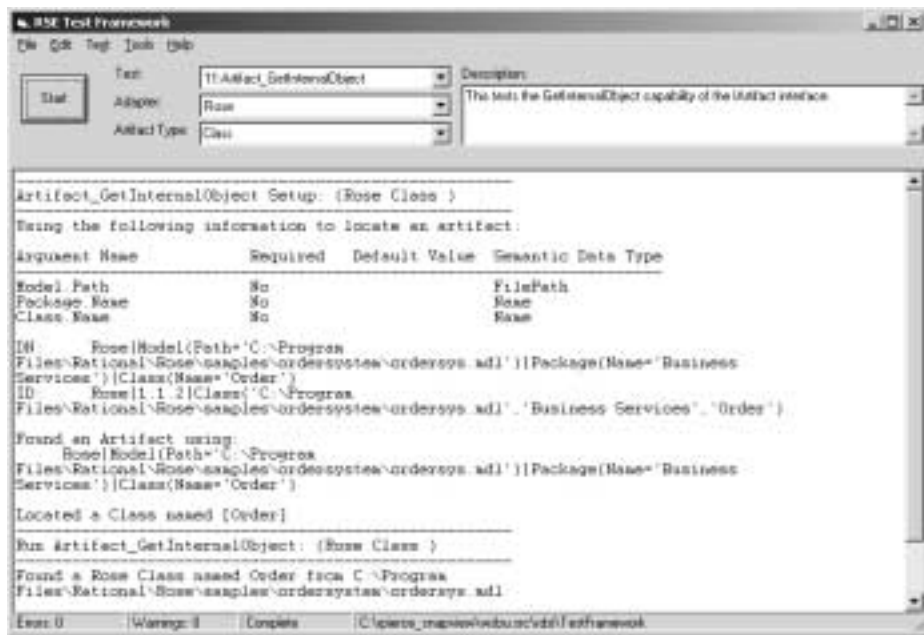 RSE Test Framework
File Edit Test Tools Help
Start
Test:
11:Artifact_GetInternalObject
Adapter:
Rose
Artifact Type:
Class
Description:
This tests the GetInternalObject capability of the IArtifact interface.
Artifact_GetInternalObject Setup: (Rose Class )
Using the following information to locate an artifact:
Argument Name Required Default Value Semantic Data Type
Model.Path No FilePath
Package.Name No Name
Class.Name No Name
DN: Rose|Model(Path='C:\Program
Files\Rational\Rose\samples\ordersystem\ordersys.mdl')|Package(Name='Business
Services')|Class(Name='Order')
ID: Rose|1.1.2|Class('C:\Program
Files\Rational\Rose\samples\ordersystem\ordersys.mdl','Business Services','Order')
Found an Artifact using:
Rose|Model(Path='C:\Program
Files\Rational\Rose\samples\ordersystem\ordersys.mdl')|Package(Name='Business
Services')|Class(Name='Order')
Located a Class named [Order]
Run Artifact_GetInternalObject: (Rose Class )
Found a Rose Class named Order from C:\Program
Files\Rational\Rose\samples\ordersystem\ordersys.mdl
Errors: 0 Warnings: 0 Complete